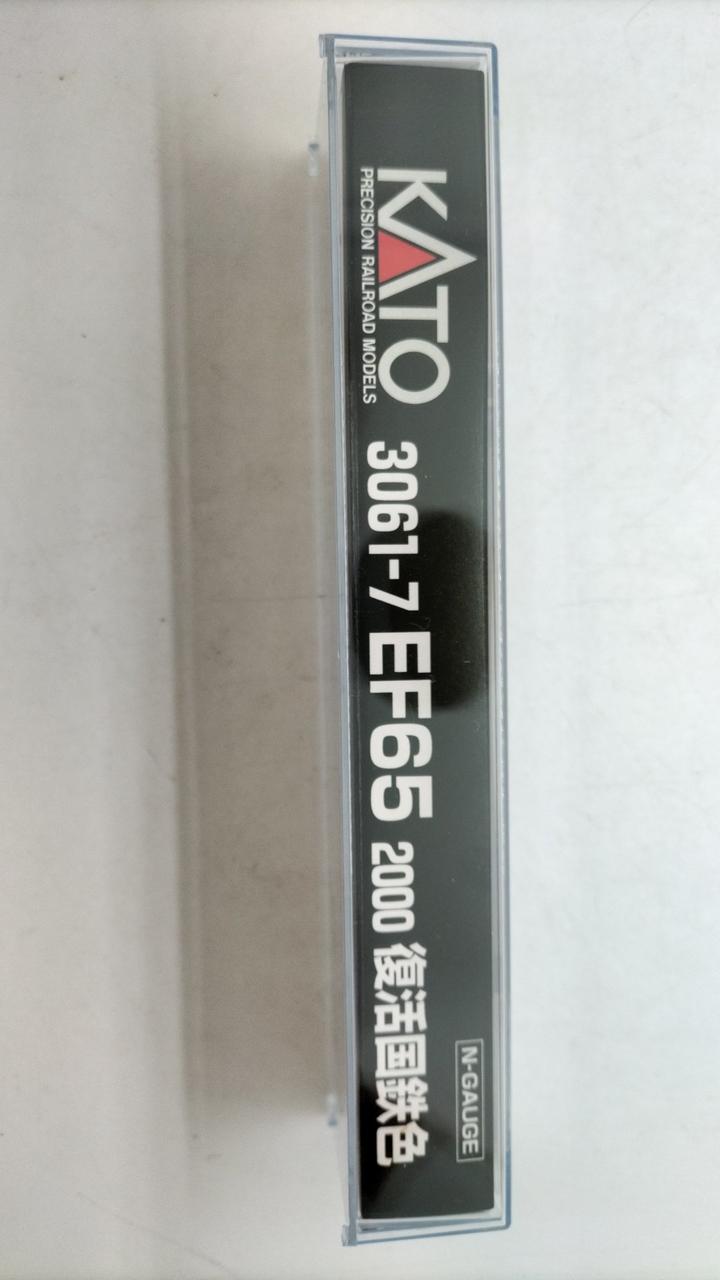 KATO
PRECISION RAILROAD MODELS
3061-7 EF65 2000 復活国鉄色
N-GAUGE